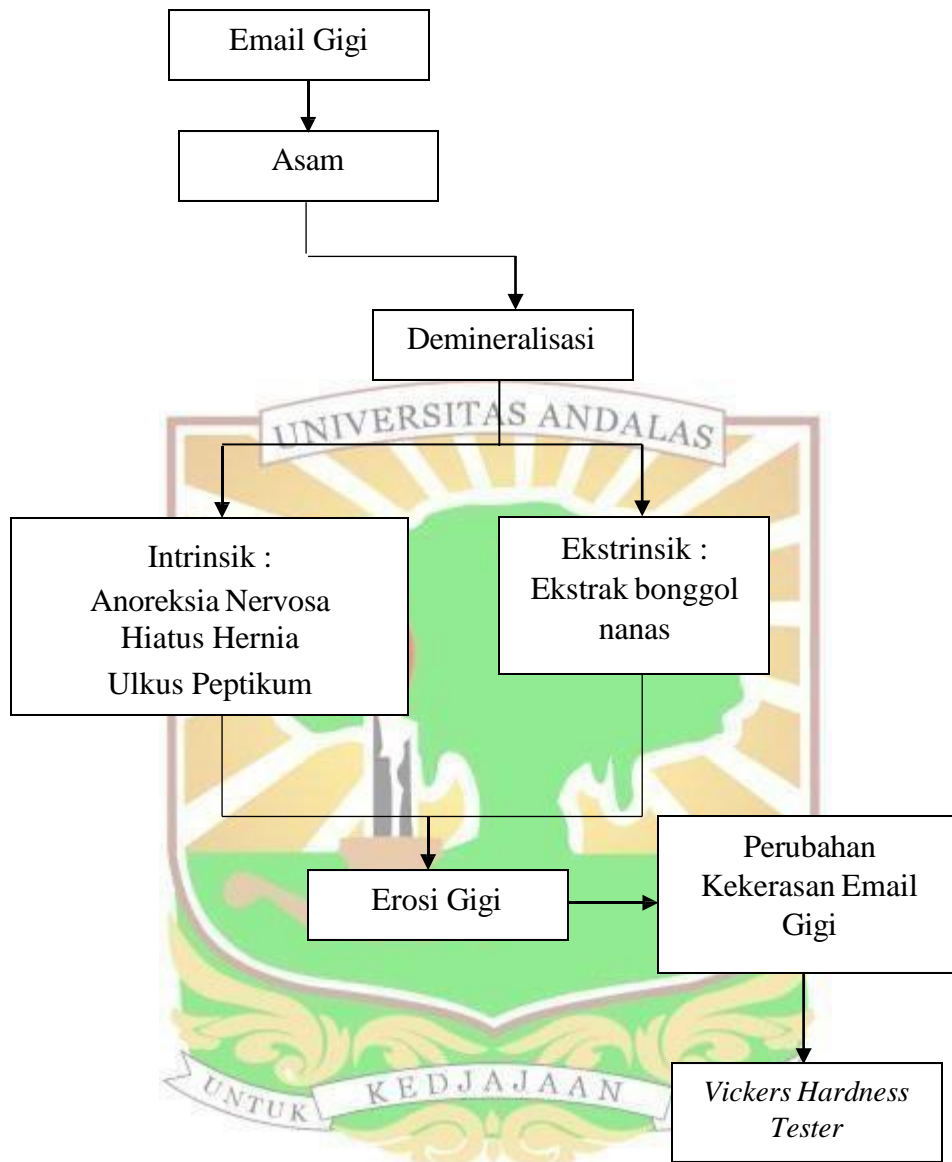 Email Gigi
Asam
Demineralisasi
UNIVERSITAS ANDALAS
Intrinsik :
Anoreksia Nervosa
Hiatus Hernia
Ulkus Peptikum
Ekstrinsik :
Ekstrak bonggol
nanas
Erosi Gigi
Perubahan
Kekerasan Email
Gigi
Vickers Hardness
Tester
UNTUK KEDJAJAAN